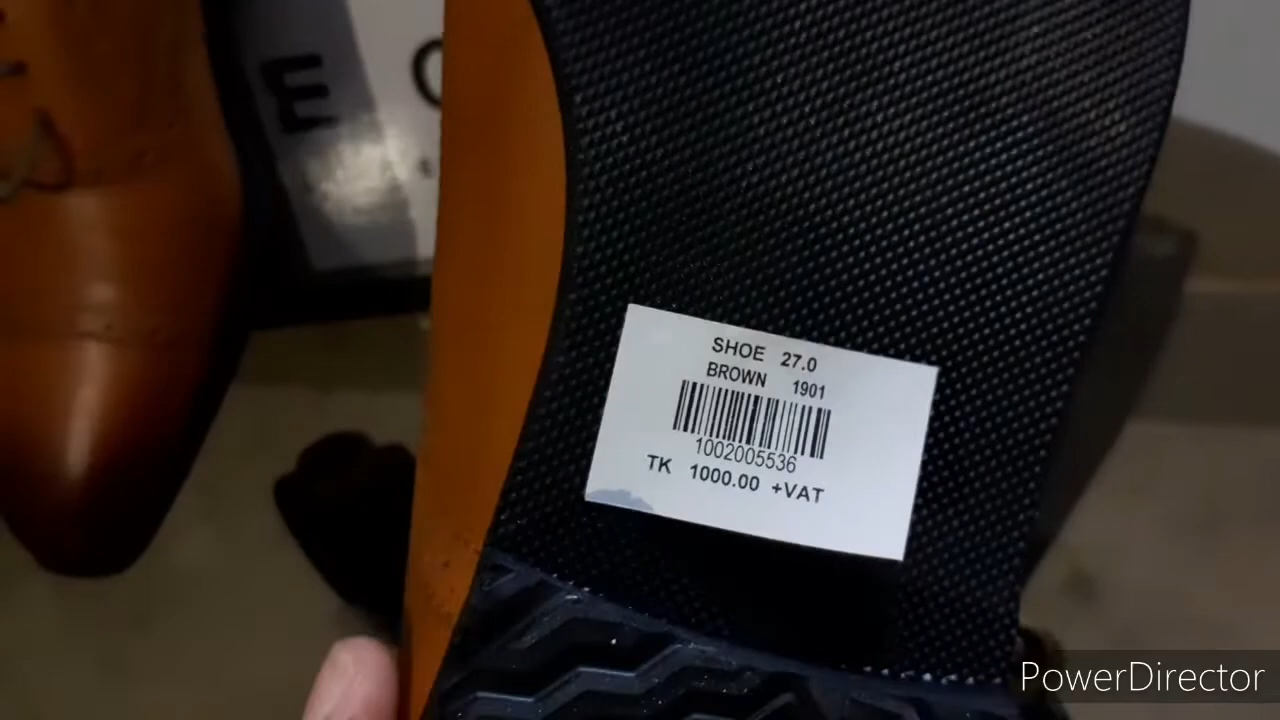 SHOE 27.0
BROWN 1901
1002005536
TK 1000.00 +VAT
PowerDirector